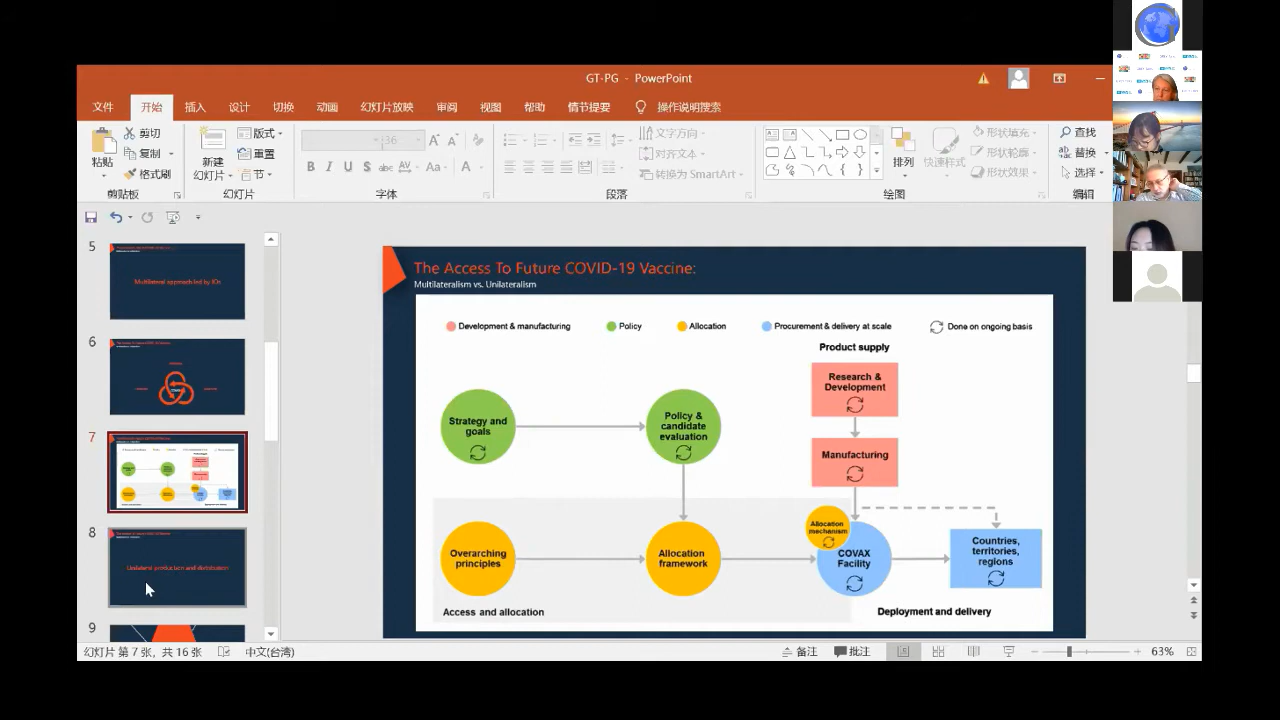 GT-PG - PowerPoint
文件 开始 插入 设计 切换 动画 幻灯片放映 审阅 视图 帮助 情节提要 操作说明搜索
剪切 版式 36 文字方向 形状填充 查找
粘贴 复制 新建 重置 对齐文本 排列 快速样式 形状轮廓 替换
格式刷 幻灯片 节 B I U S abc AV Aa A 转换为 SmartArt 形状效果 选择
剪贴板 幻灯片 字体 段落 绘图 编辑
5
Multilateral approach led by IOs
6
7
8
Unilateral production and distribution
9
The Access To Future COVID-19 Vaccine:
Multilateralism vs. Unilateralism
Development & manufacturing Policy Allocation Procurement & delivery at scale Done on ongoing basis
Product supply
Research &
Development
Strategy and
goals
Policy &
candidate
evaluation
Manufacturing
Overarching
principles
Allocation
framework
Allocation
mechanism
COVAX
Facility
Countries,
territories,
regions
Access and allocation
Deployment and delivery
幻灯片 第 7 张，共 16 张 中文(台湾) 备注 批注 63%